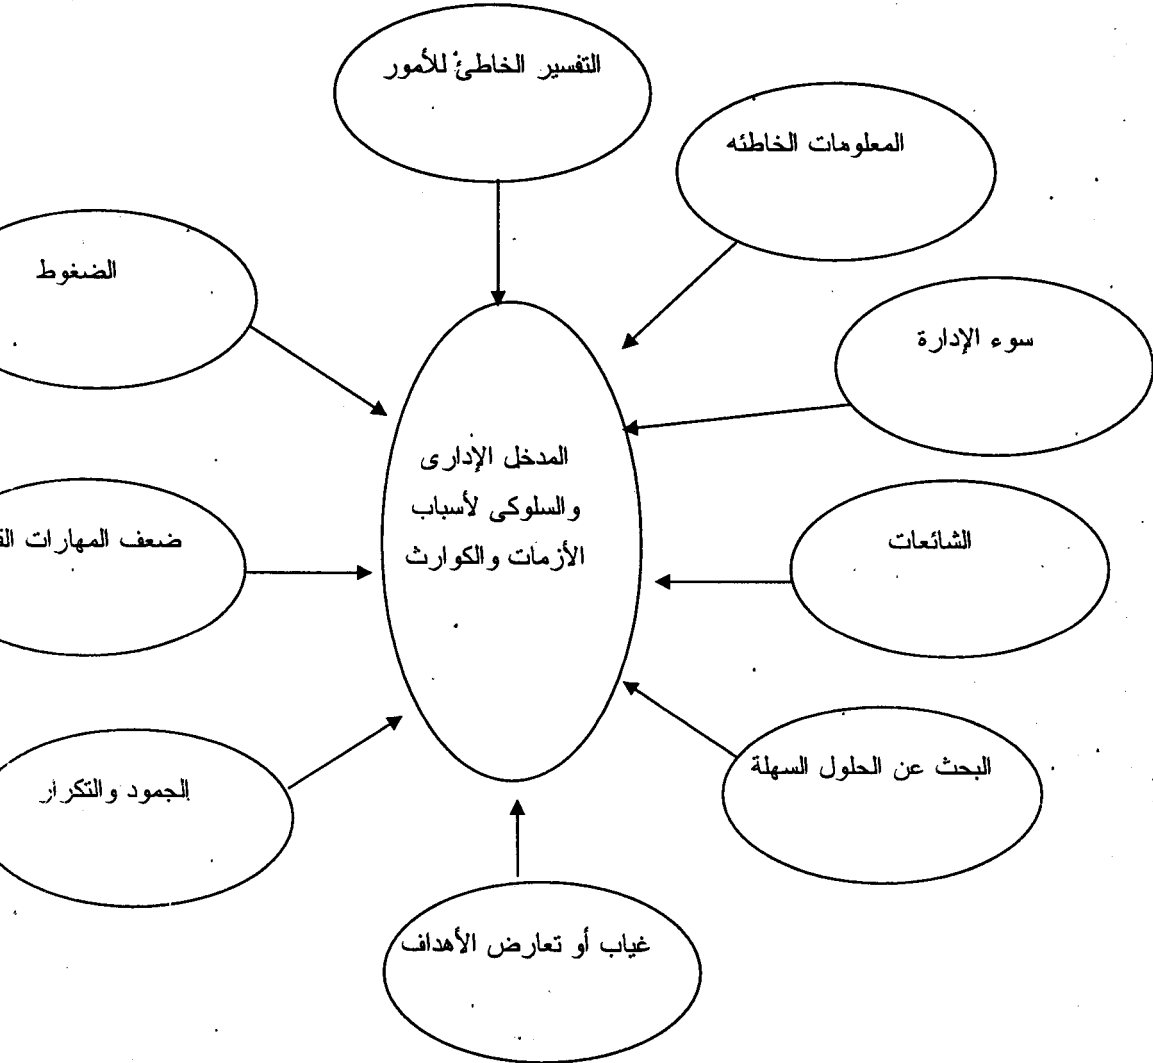 التفسير الخاطئ للأمور
المعلومات الخاطئه
الضغوط
سوء الإدارة
المدخل الإدارى
والسلوكى لأسباب
الأزمات والكوارث
ضعف المهارات
الشائعات
البحث عن الحلول السهلة
الجمود والتكرار
غياب أو تعارض الأهداف